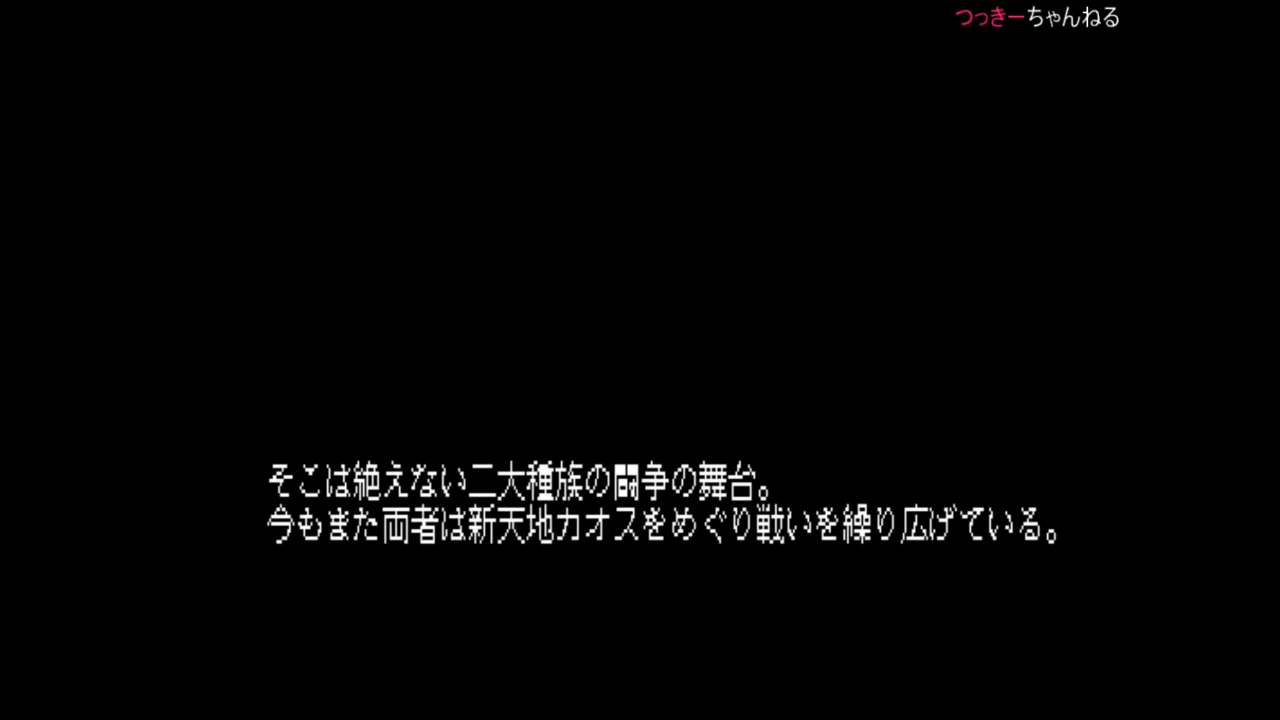 つっきーちゃんねる
そこは絶えない二大種族の闘争の舞台。
今もまた両者は新天地カオスをめぐり戦いを繰り広げている。